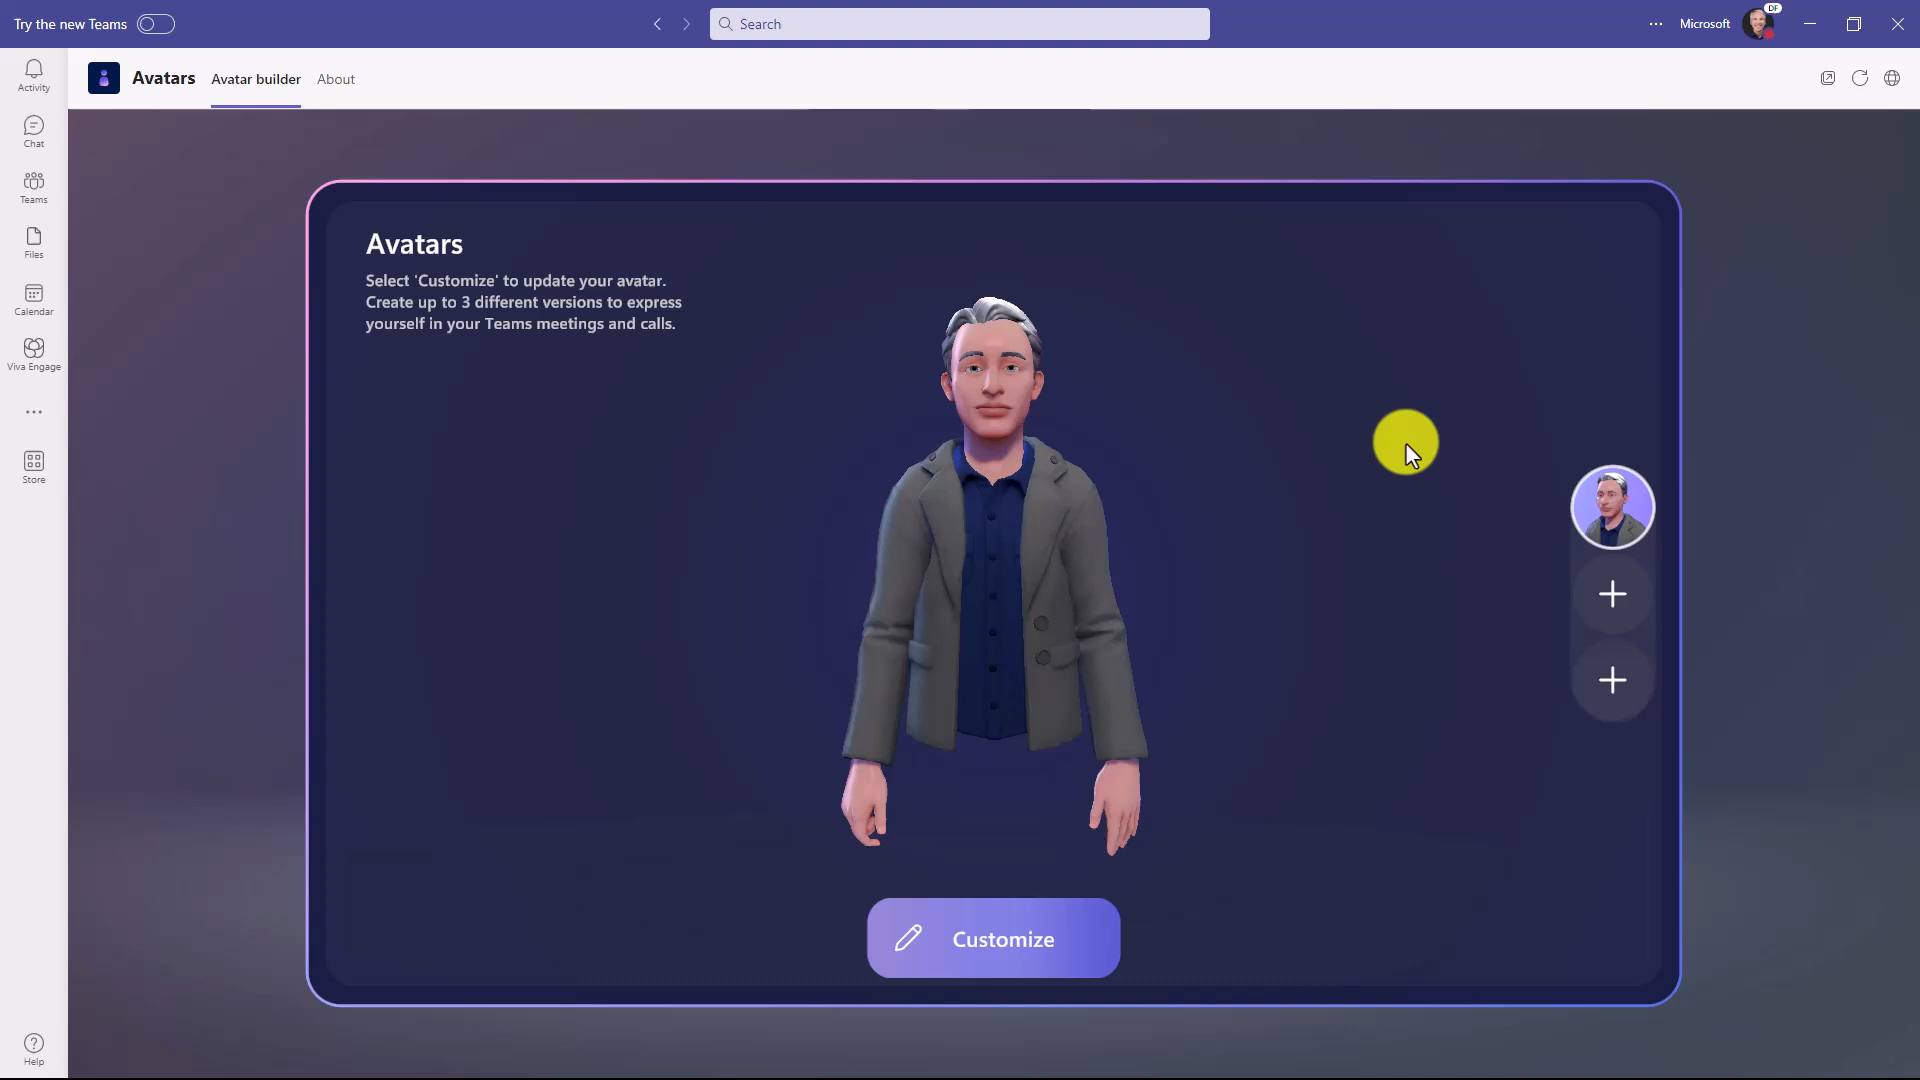 Try the new Teams
Search
Microsoft
DF
Activity
Chat
Teams
Files
Calendar
Viva Engage
Store
Help
Avatars
Avatar builder
About
Avatars
Select 'Customize' to update your avatar.
Create up to 3 different versions to express
yourself in your Teams meetings and calls.
Customize